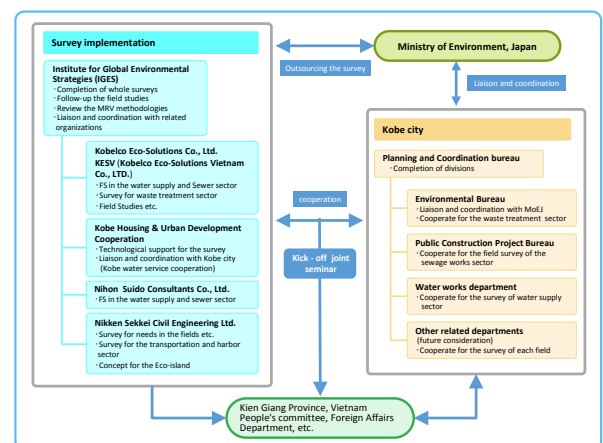 Survey implementation
Institute for Global Environmental
Strategies (IGES)
・Completion of whole surveys
・Follow-up the field studies
・Review the MRV methodologies
・Liaison and coordination with related
organizations
Kobelco Eco-Solutions Co., Ltd.
KESV (Kobelco Eco-Solutions Vietnam
Co., LTD.)
・FS in the water supply and Sewer sector
・Survey for waste treatment sector
・Field Studies etc.
Kobe Housing & Urban Development
Cooperation
・Technological support for the survey
・Liaison and coordination with Kobe city
(Kobe water service cooperation)
Nihon Suido Consultants Co., Ltd.
・FS in the water supply and sewer sector
Nikken Sekkei Civil Engineering Ltd.
・Survey for needs in the fields etc.
・Survey for the transportation and harbor
sector
・Concept for the Eco-island
Outsourcing the survey
Ministry of Environment, Japan
Liaison and coordination
cooperation
Kick - off joint
seminar
Kobe city
Planning and Coordination bureau
・Completion of divisions
Environmental Bureau
・Liaison and coordination with MoEJ
・Cooperate for the waste treatment sector
Public Construction Project Bureau
・Cooperate for the field survey of the
sewage works sector
Water works department
・Cooperate for the survey of water supply
sector
Other related departments
(future consideration)
・Cooperate for the survey of each field
Kien Giang Province, Vietnam
People's committee, Foreign Affairs
Department, etc.